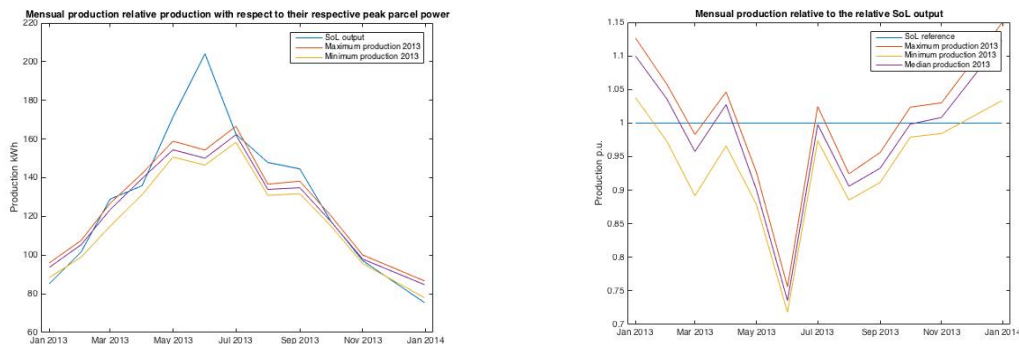 Mensual production relative production with respect to their respective peak parcel power
220
200
180
160
140
120
100
80
60
Production kWh
SoL output
Maximum production 2013
Minimum production 2013
Jan 2013
Mar 2013
May 2013
Jul 2013
Sep 2013
Nov 2013
Jan 2014
Mensual production relative to the relative SoL output
1.15
1.1
1.05
1
0.95
0.9
0.85
0.8
0.75
0.7
Production p.u.
SoL reference
Maximum production 2013
Minimum production 2013
Median production 2013
Jan 2013
Mar 2013
May 2013
Jul 2013
Sep 2013
Nov 2013
Jan 2014